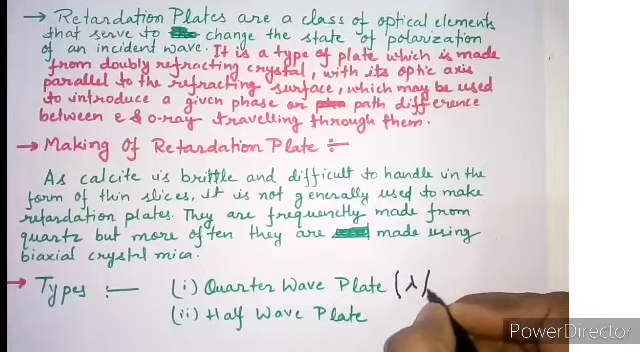 → Retardation Plates are a class of optical elements
that serve to change the state of polarization
of an incident wave. It is a type of plate which is made
from doubly refracting crystal, with its optic axis
parallel to the refracting surface, which may be used
to introduce a given phase or path difference
between e & o-ray travelling through them.
→ Making Of Retardation Plate :-
As calcite is brittle and difficult to handle in the
form of thin slices, it is not generally used to make
retardation plates. They are frequently made from
quartz but more often they are made using
biaxial crystal mica.
→ Types :- (i) Quarter Wave Plate (λ/
(ii) Half Wave Plate
PowerDirector